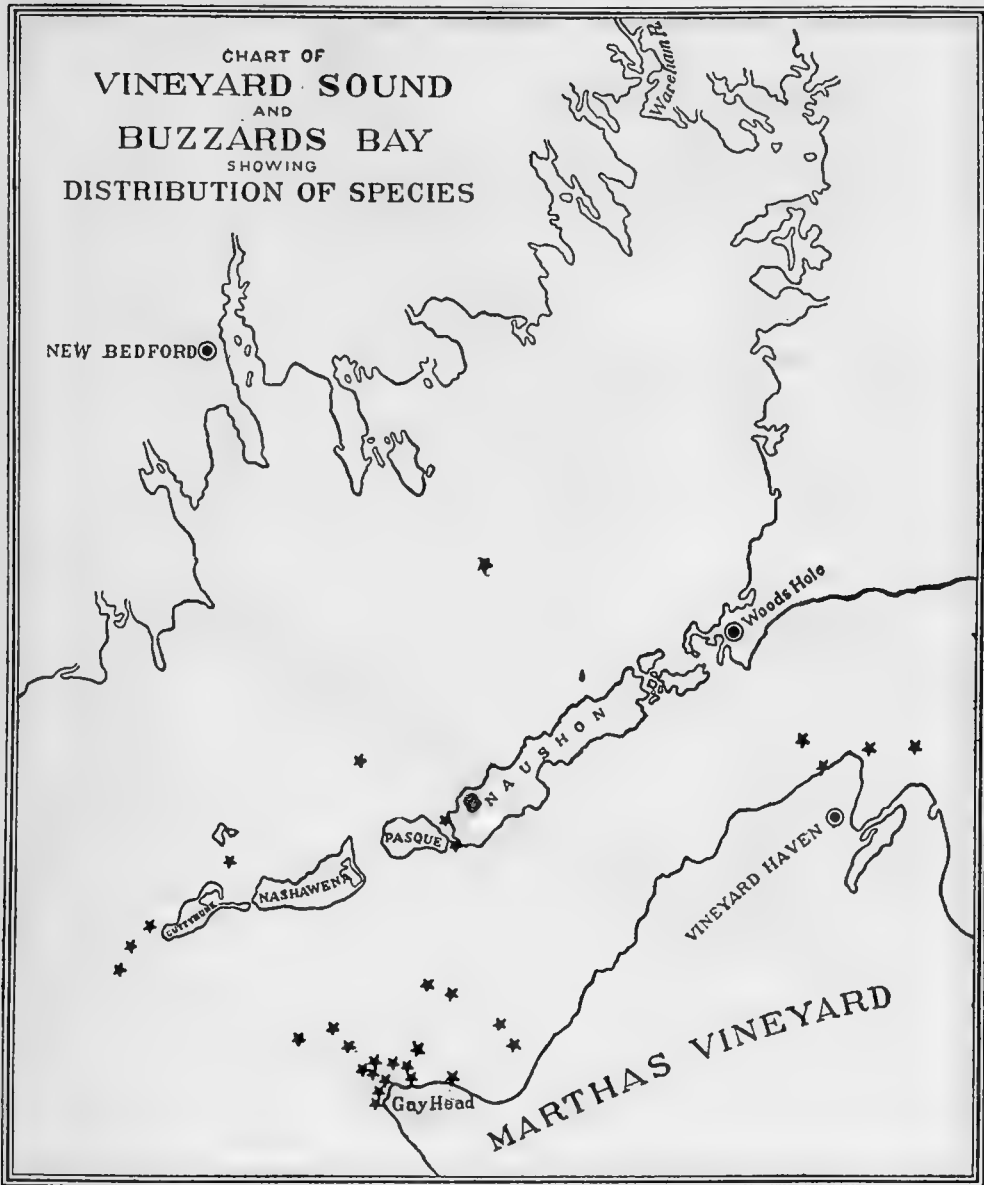 CHART OF
VINEYARD SOUND
AND
BUZZARDS BAY
SHOWING
DISTRIBUTION OF SPECIES
Wareham R.
NEW BEDFORD
Woods Hole
NAUSHON
PASQUE
NASHAWENA
CUTTYHUNK
VINEYARD HAVEN
MARTHAS VINEYARD
Gay Head